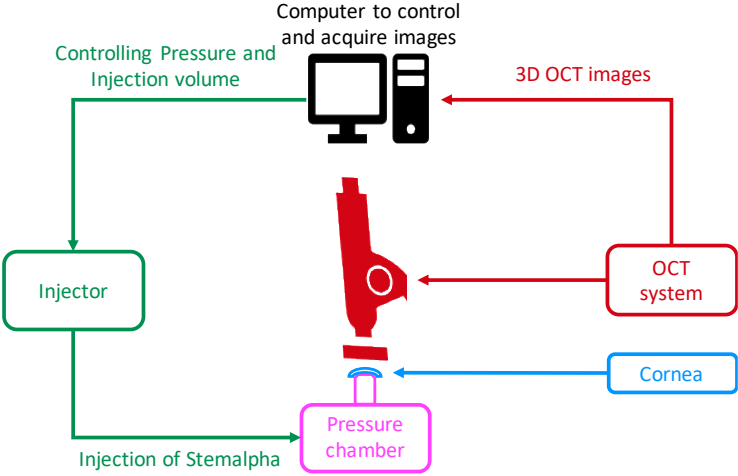 Computer to control
and acquire images
Controlling Pressure and
Injection volume
3D OCT images
Injector
OCT
system
Cornea
Pressure
chamber
Injection of Stemalpha